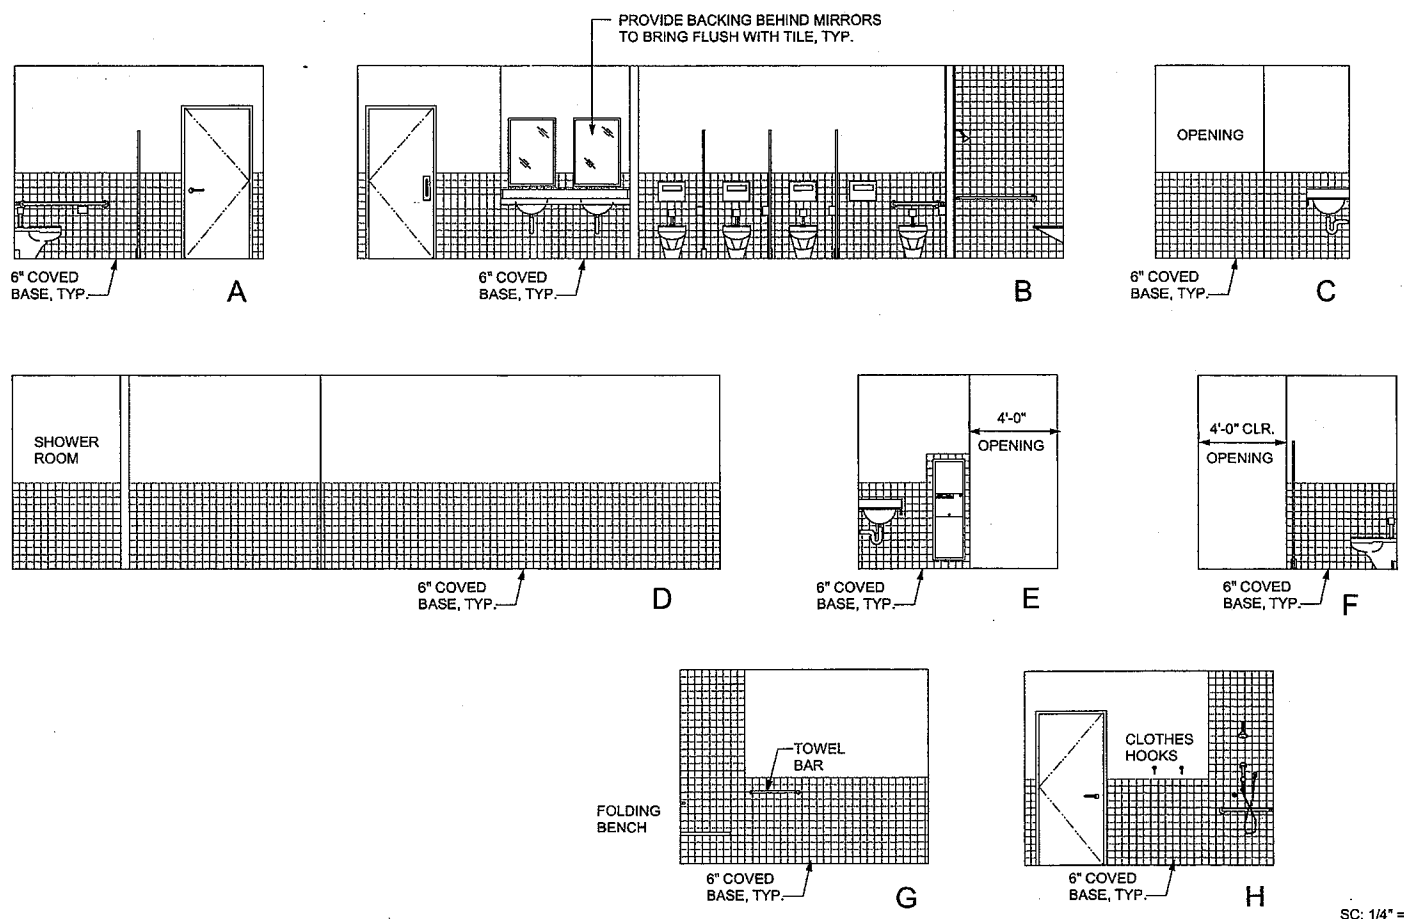 PROVIDE BACKING BEHIND MIRRORS
TO BRING FLUSH WITH TILE, TYP.
6" COVED
BASE, TYP.
A
6" COVED
BASE, TYP.
B
OPENING
6" COVED
BASE, TYP.
C
SHOWER
ROOM
6" COVED
BASE, TYP.
D
4'-0"
OPENING
6" COVED
BASE, TYP.
E
4'-0" CLR.
OPENING
6" COVED
BASE, TYP.
F
TOWEL
BAR
FOLDING
BENCH
6" COVED
BASE, TYP.
G
CLOTHES
HOOKS
6" COVED
BASE, TYP.
H
SC: 1/4" =